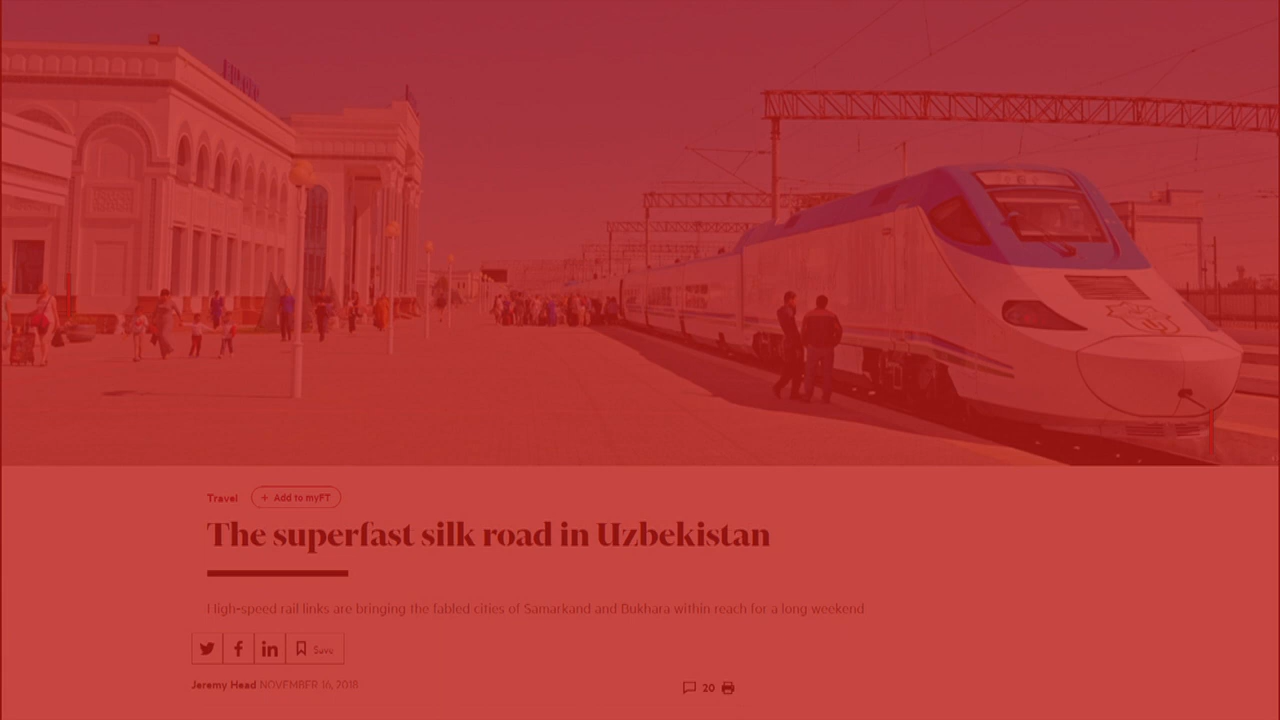 Travel
+ Add to myFT
The superfast silk road in Uzbekistan
High-speed rail links are bringing the fabled cities of Samarkand and Bukhara within reach for a long weekend
Save
Jeremy Head NOVEMBER 16, 2018
20